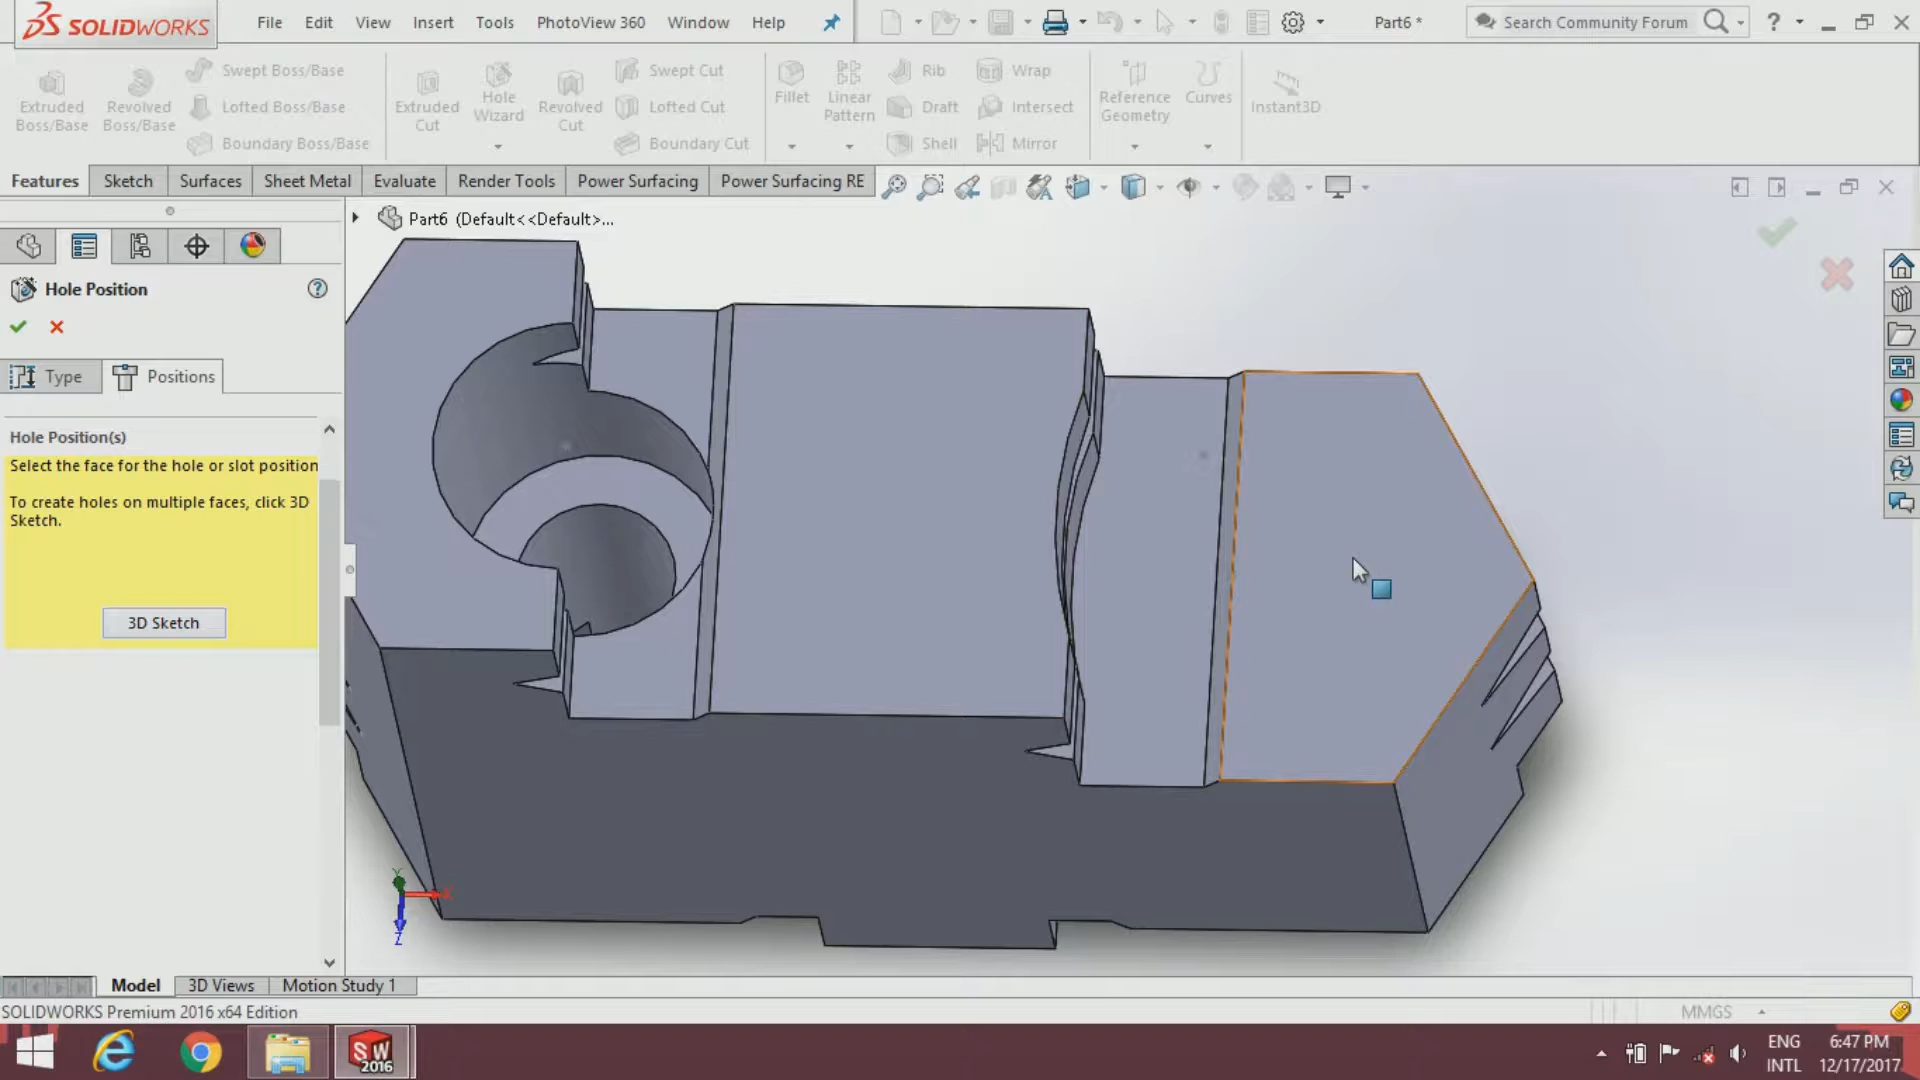 SOLIDWORKS File Edit View Insert Tools PhotoView 360 Window Help Part6 * Search Community Forum ?
Extruded Boss/Base
Revolved Boss/Base
Swept Boss/Base
Lofted Boss/Base
Boundary Boss/Base
Extruded Cut
Hole Wizard
Revolved Cut
Swept Cut
Lofted Cut
Boundary Cut
Fillet
Linear Pattern
Rib
Draft
Shell
Wrap
Intersect
Mirror
Reference Geometry
Curves
Instant3D
Features Sketch Surfaces Sheet Metal Evaluate Render Tools Power Surfacing Power Surfacing RE
Part6 (Default<<Default>...
Hole Position ?
Type Positions
Hole Position(s)
Select the face for the hole or slot position
To create holes on multiple faces, click 3D
Sketch.
3D Sketch
Y
X
Z
Model 3D Views Motion Study 1
SOLIDWORKS Premium 2016 x64 Edition MMGS
SW 2016
ENG 6:47 PM
INTL 12/17/2017